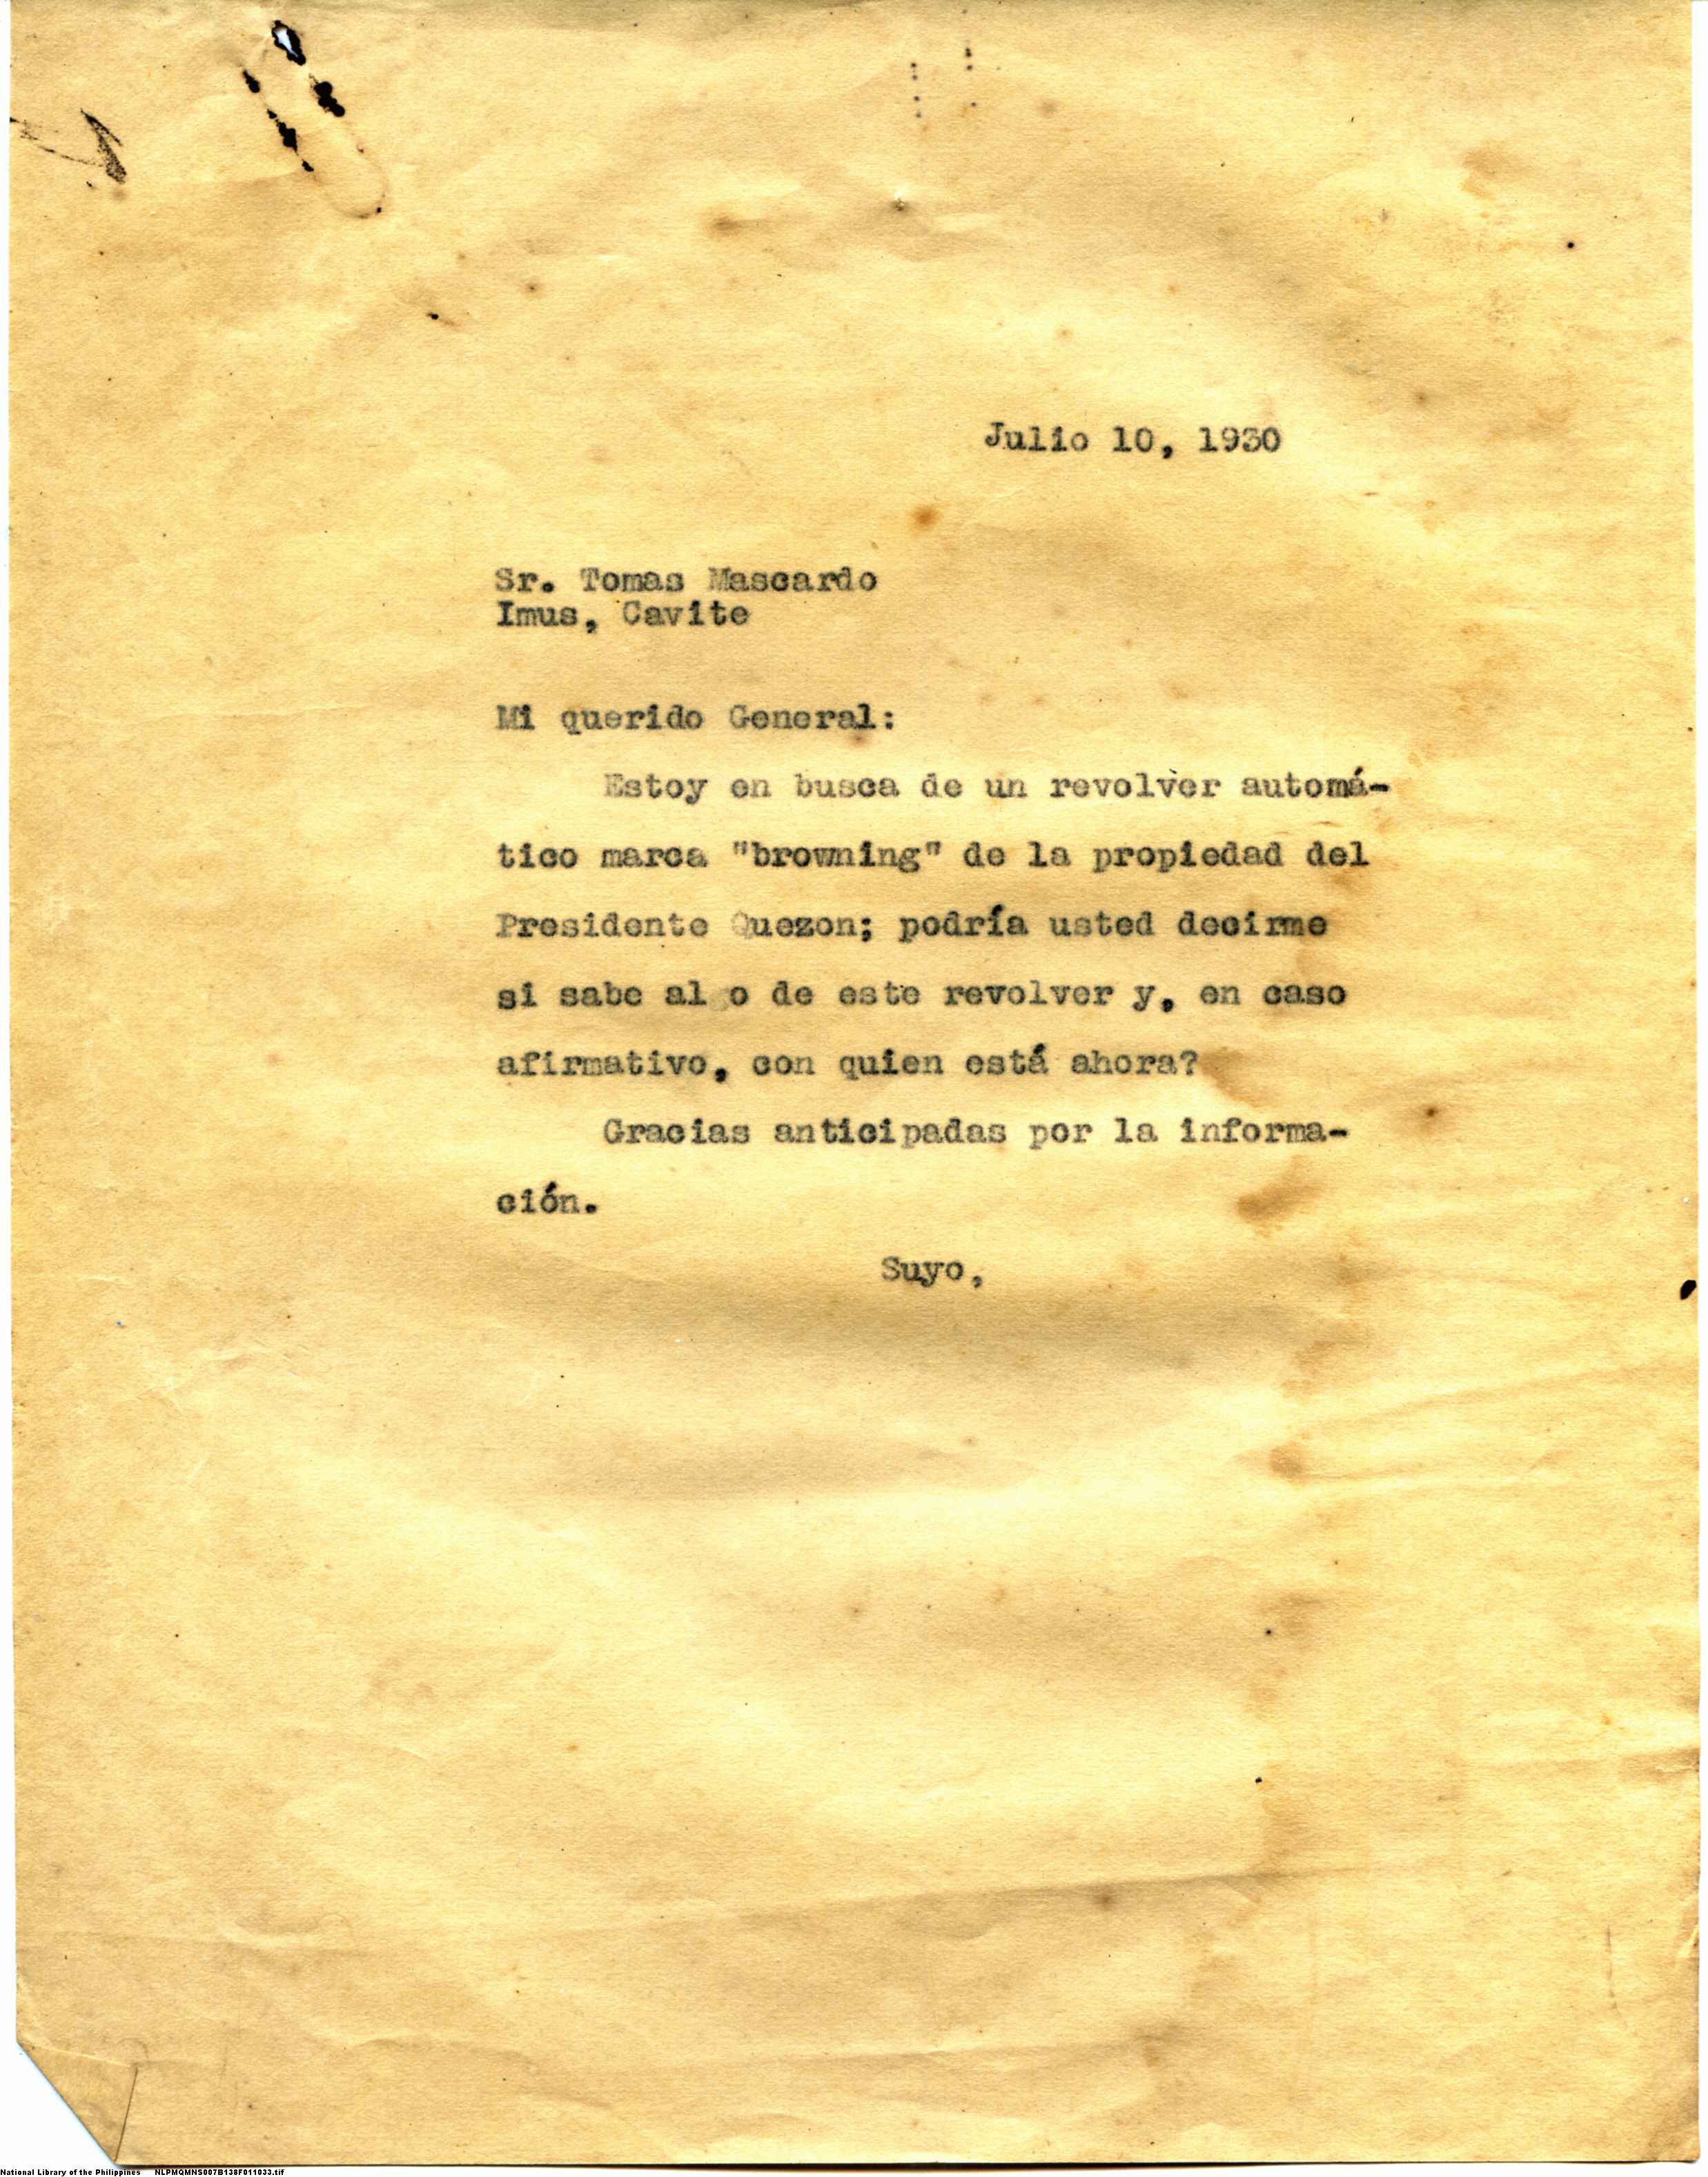 Julio 10, 1930
Sr. Tomas Mascardo
Imus, Cavite
Mi querido General:
Estoy en busca de un revolver automá-
tico marca "browning" de la propiedad del
Presidente Quezon; podría usted decirme
si sabe al o de este revolver y, en caso
afirmativo, con quien está ahora?
Gracias anticipadas por la informa-
ción.
Suyo,
National Library of the Philippines NLPMQMNS007B138F011033.tif